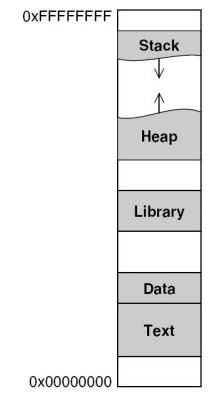 0xFFFFFFFF
Stack
Heap
Library
Data
Text
0x00000000